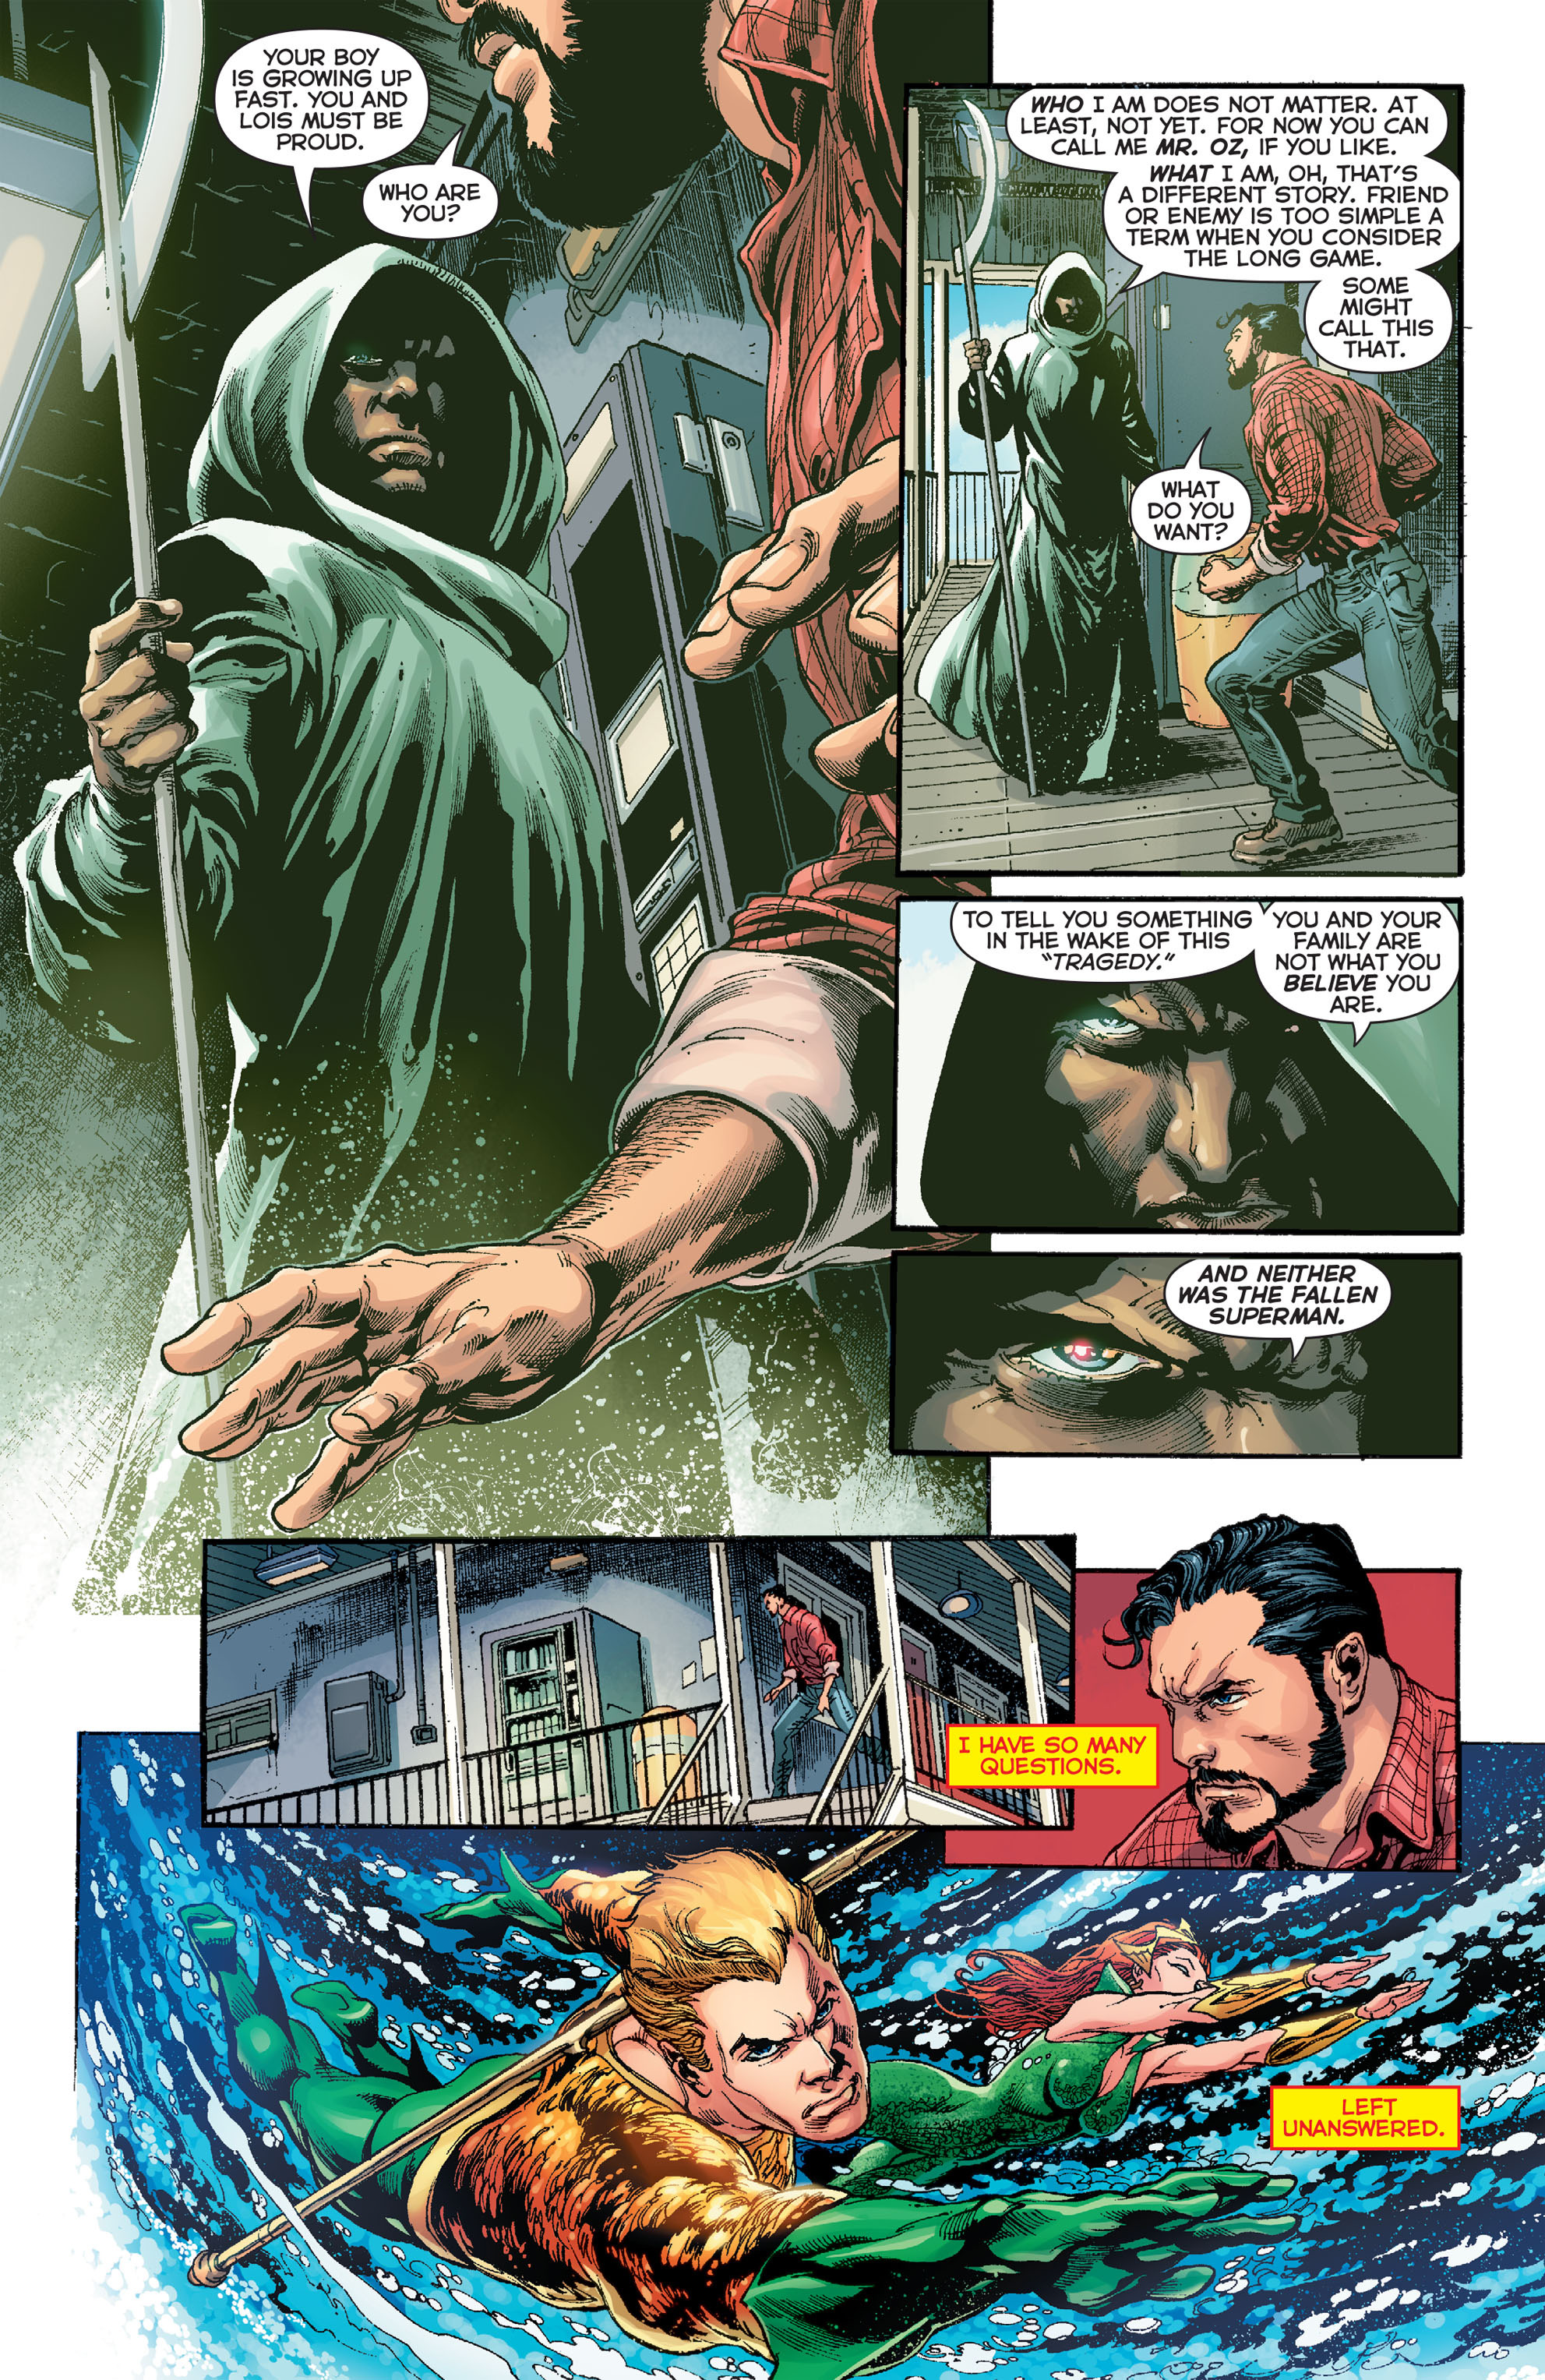 YOUR BOY
IS GROWING UP
FAST. YOU AND
LOIS MUST BE
PROUD.
WHO ARE
YOU?
WHO I AM DOES NOT MATTER. AT
LEAST, NOT YET. FOR NOW YOU CAN
CALL ME MR. OZ, IF YOU LIKE.
WHAT I AM, OH, THAT'S
A DIFFERENT STORY. FRIEND
OR ENEMY IS TOO SIMPLE A
TERM WHEN YOU CONSIDER
THE LONG GAME.
SOME
MIGHT
CALL THIS
THAT.
WHAT
DO YOU
WANT?
TO TELL YOU SOMETHING
IN THE WAKE OF THIS
"TRAGEDY."
YOU AND YOUR
FAMILY ARE
NOT WHAT YOU
BELIEVE YOU
ARE.
AND NEITHER
WAS THE FALLEN
SUPERMAN.
I HAVE SO MANY
QUESTIONS.
LEFT
UNANSWERED.